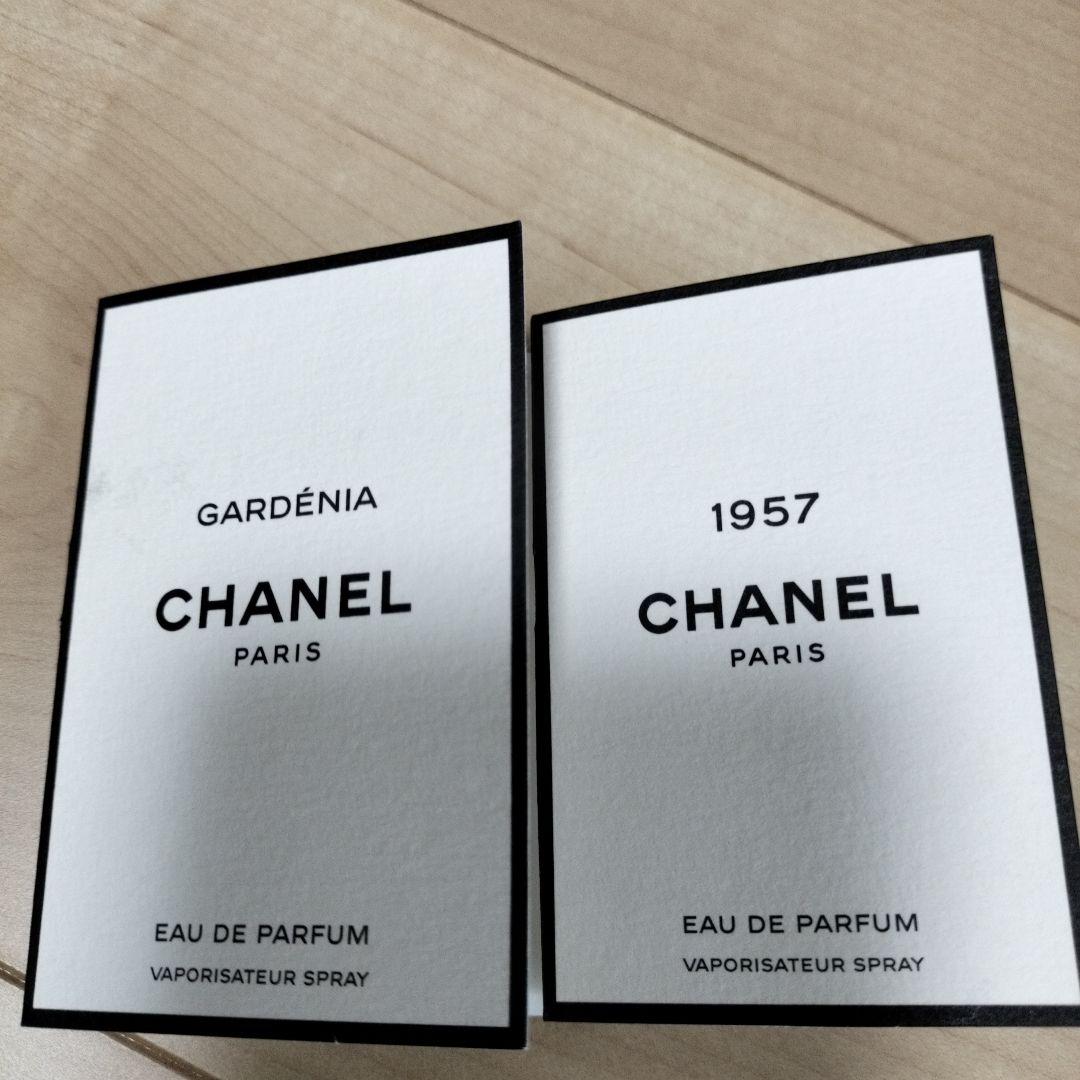 GARDÉNIA
CHANEL
PARIS
EAU DE PARFUM
VAPORISATEUR SPRAY
1957
CHANEL
PARIS
EAU DE PARFUM
VAPORISATEUR SPRAY